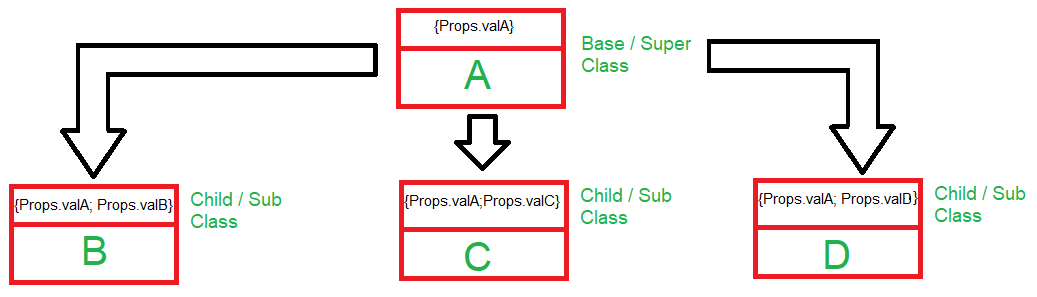 {Props.valA}
A
Base / Super
Class
{Props.valA; Props.valB}
B
Child / Sub
Class
{Props.valA;Props.valC}
C
Child / Sub
Class
{Props.valA; Props.valD}
D
Child / Sub
Class